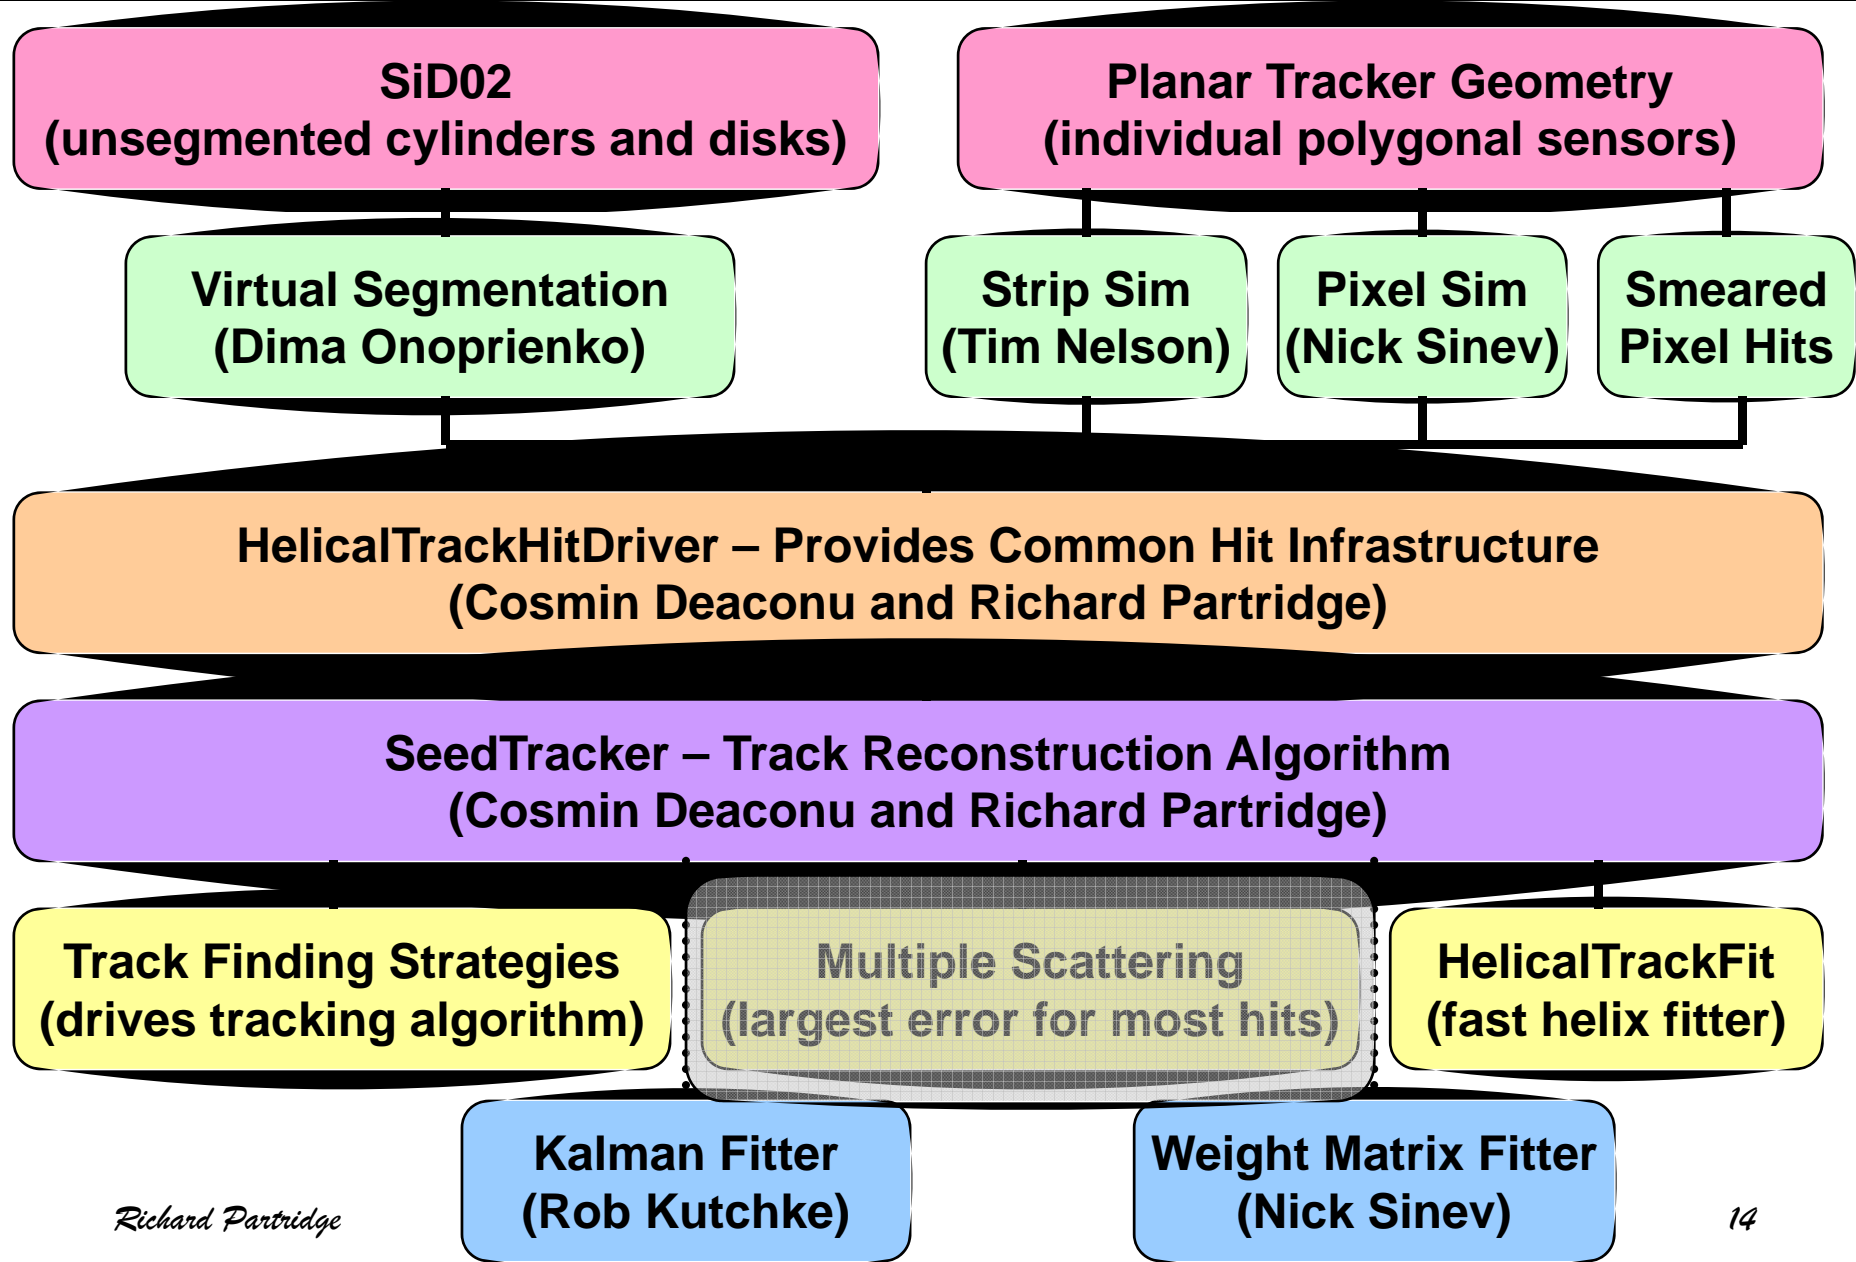 SiD02
(unsegmented cylinders and disks)
Planar Tracker Geometry
(individual polygonal sensors)
Virtual Segmentation
(Dima Onoprienko)
Strip Sim
(Tim Nelson)
Pixel Sim
(Nick Sinev)
Smeared
Pixel Hits
HelicalTrackHitDriver – Provides Common Hit Infrastructure
(Cosmin Deaconu and Richard Partridge)
SeedTracker – Track Reconstruction Algorithm
(Cosmin Deaconu and Richard Partridge)
Track Finding Strategies
(drives tracking algorithm)
Multiple Scattering
(largest error for most hits)
HelicalTrackFit
(fast helix fitter)
Kalman Fitter
(Rob Kutchke)
Weight Matrix Fitter
(Nick Sinev)
Richard Partridge
14